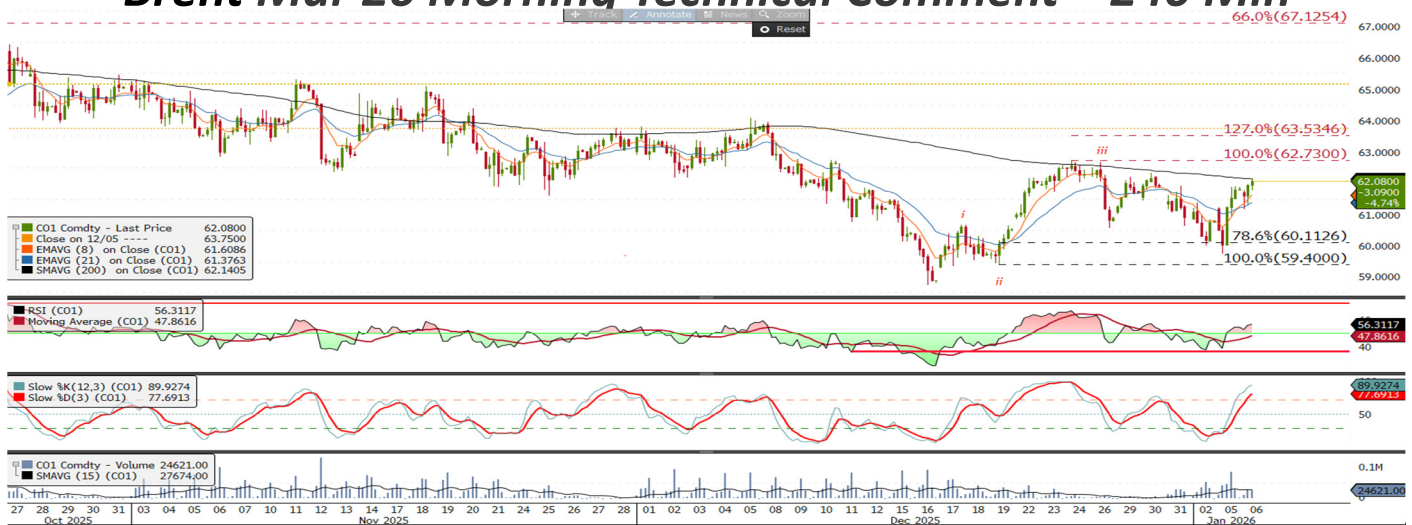 Brent Mar 26 Morning Technical Comment – 240 Min
Track Annotate News Zoom
Reset
66.0%(67.1254)
67.0000
66.0000
65.0000
64.0000
127.0%(63.5346)
63.0000
100.0%(62.7300)
iii
62.0800
-3.0900
-4.74%
61.0000
i
78.6%(60.1126)
60.0000
100.0%(59.4000)
ii
59.0000
CO1 Comdty - Last Price 62.0800
Close on 12/05 ---- 63.7500
EMAVG (8) on Close (CO1) 61.6086
EMAVG (21) on Close (CO1) 61.3763
SMAVG (200) on Close (CO1) 62.1405
RSI (CO1) 56.3117
Moving Average (CO1) 47.8616
56.3117
47.8616
40
Slow %K(12,3) (CO1) 89.9274
Slow %D(3) (CO1) 77.6913
89.9274
77.6913
50
CO1 Comdty - Volume 24621.00
SMAVG (15) (CO1) 27674.00
0.1M
24621.00
0
27 28 29 30 31 03 04 05 06 07 10 11 12 13 14 17 18 19 20 21 24 25 26 27 28 01 02 03 04 05 08 09 10 11 12 15 16 17 18 19 22 23 24 26 29 30 31 02 05 06
Oct 2025 Nov 2025 Dec 2025 Jan 2026